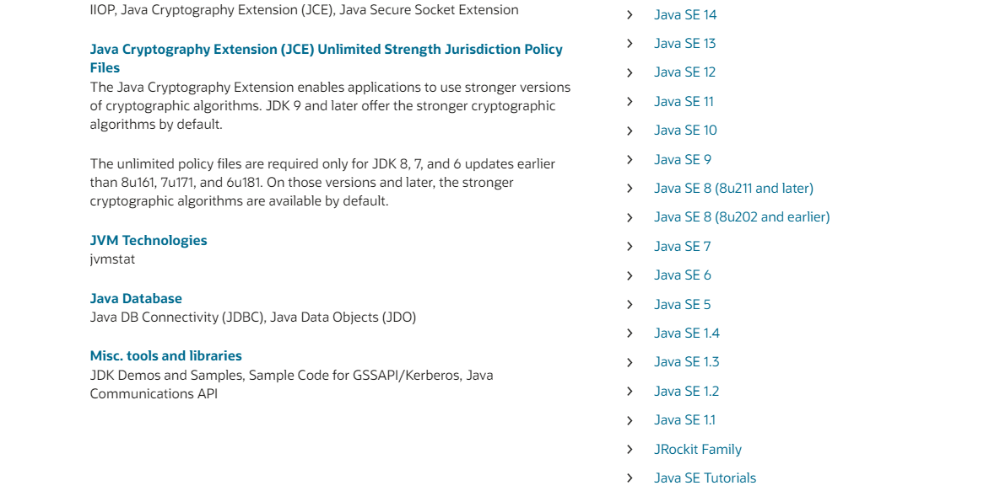 IIOP, Java Cryptography Extension (JCE), Java Secure Socket Extension
Java Cryptography Extension (JCE) Unlimited Strength Jurisdiction Policy
Files
The Java Cryptography Extension enables applications to use stronger versions
of cryptographic algorithms. JDK 9 and later offer the stronger cryptographic
algorithms by default.
The unlimited policy files are required only for JDK 8, 7, and 6 updates earlier
than 8u161, 7u171, and 6u181. On those versions and later, the stronger
cryptographic algorithms are available by default.
JVM Technologies
jvmstat
Java Database
Java DB Connectivity (JDBC), Java Data Objects (JDO)
Misc. tools and libraries
JDK Demos and Samples, Sample Code for GSSAPI/Kerberos, Java
Communications API
Java SE 14
Java SE 13
Java SE 12
Java SE 11
Java SE 10
Java SE 9
Java SE 8 (8u211 and later)
Java SE 8 (8u202 and earlier)
Java SE 7
Java SE 6
Java SE 5
Java SE 1.4
Java SE 1.3
Java SE 1.2
Java SE 1.1
JRockit Family
Java SE Tutorials